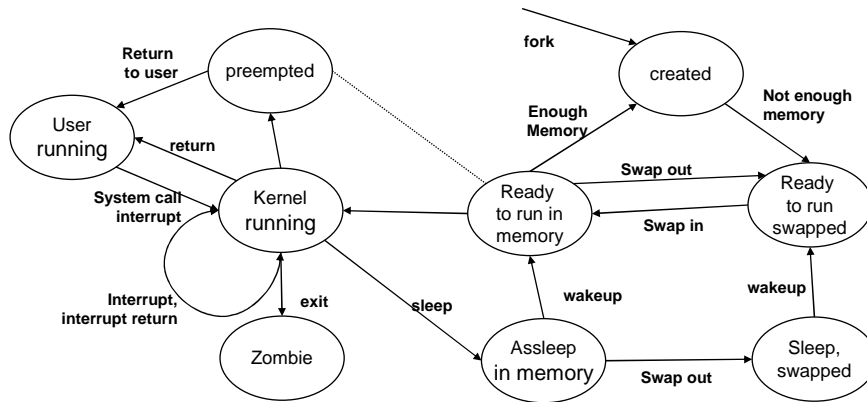 fork
Return
to user
preempted
created
Enough
Memory
Not enough
memory
User
running
return
System call
interrupt
Kernel
running
Ready
to run in
memory
Swap out
Swap in
Ready
to run
swapped
Interrupt,
interrupt return
exit
sleep
wakeup
wakeup
Zombie
Assleep
in memory
Swap out
Sleep,
swapped